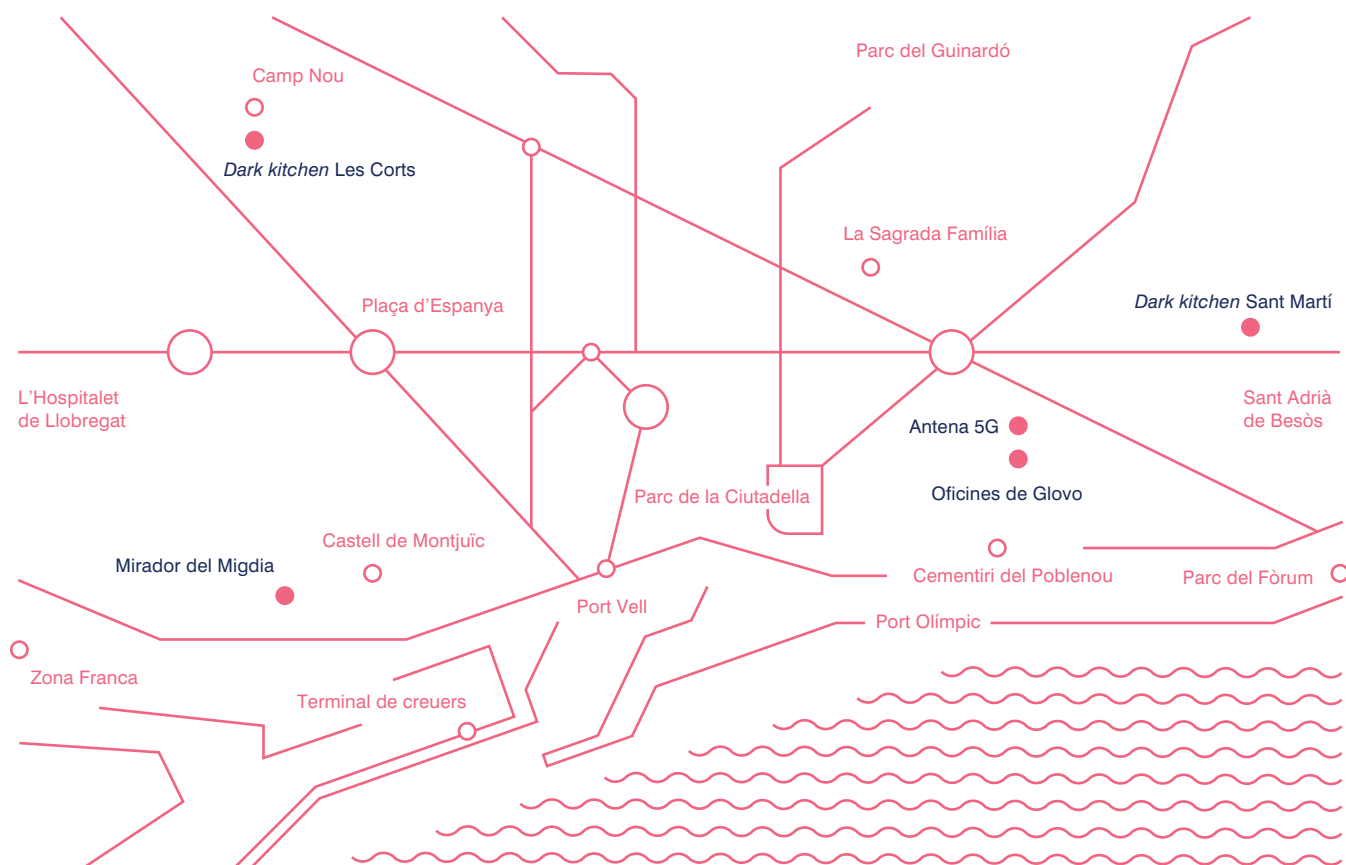 Parc del Guinardó
Camp Nou
Dark kitchen Les Corts
La Sagrada Família
Plaça d’Espanya
Dark kitchen Sant Martí
L’Hospitalet
de Llobregat
Sant Adrià
de Besòs
Antena 5G
Oficines de Glovo
Parc de la Ciutadella
Castell de Montjuïc
Mirador del Migdia
Cementiri del Poblenou
Parc del Fòrum
Port Vell
Port Olímpic
Zona Franca
Terminal de creuers